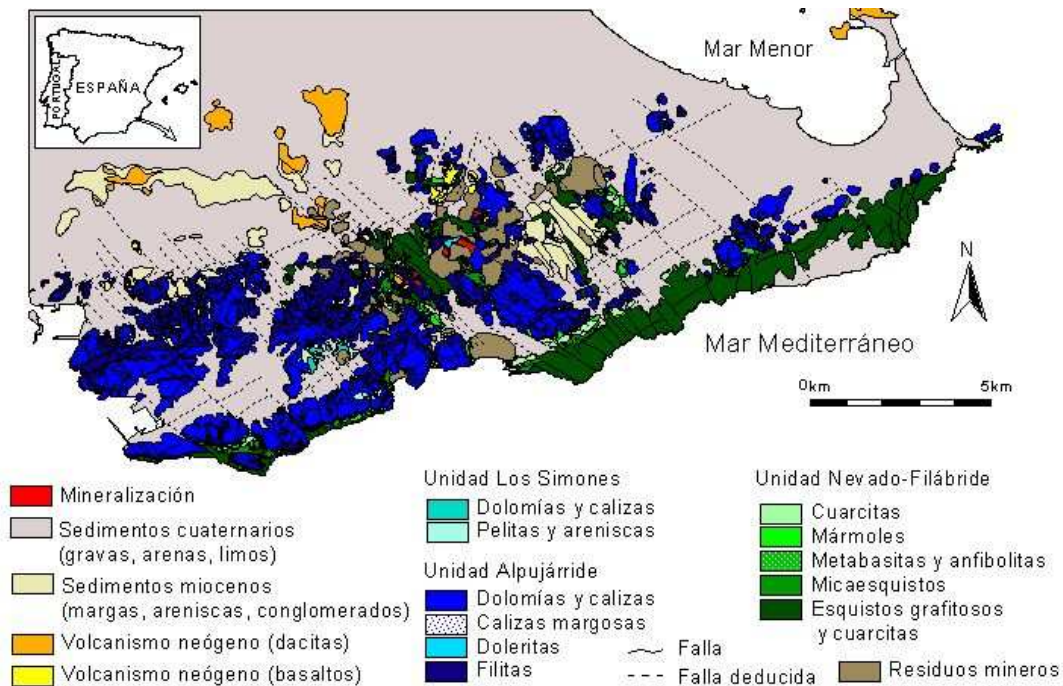 Mar Menor
PORTUGAL
ESPAÑA
N
Mar Mediterráneo
0km 5km
Mineralización
Sedimentos cuaternarios
(gravas, arenas, limos)
Sedimentos miocenos
(margas, areniscas, conglomerados)
Volcanismo neógeno (dacitas)
Volcanismo neógeno (basaltos)
Unidad Los Simones
Dolomías y calizas
Pelitas y areniscas
Unidad Alpujárride
Dolomías y calizas
Calizas margosas
Doleritas
Filitas
Falla
Falla deducida
Unidad Nevado-Filábride
Cuarcitas
Mármoles
Metabasitas y anfibolitas
Micaesquistos
Esquistos grafitosos
y cuarcitas
Residuos mineros